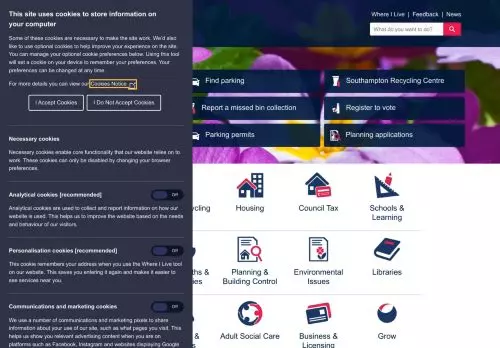 This site uses cookies to store information on
your computer
Some of these cookies are necessary to make the site work. We'd also
like to use optional cookies to help improve your experience on the site.
You can manage your optional cookie preferences below. Using this tool
will set a cookie on your device to remember your preferences. Your
preferences can be changed at any time
For more details you can view our Cookies Notice
I Accept Cookies
I Do Not Accept Cookies
Necessary cookies
Necessary cookies enable core functionality that our website relies on to
work. These cookies can only be disabled by changing your browser
preferences.
Analytical cookies [recommended]
Off
Analytical cookies are used to collect and report information on how our
website is used. This helps us to improve the website based on the needs
and behaviour of our visitors.
Personalisation cookies [recommended]
Off
This cookie remembers your address when you use the Where I Live tool
on our website. This saves you entering it again and make it easier to
see services near you.
Communications and marketing cookies
Off
We use a number of communications and marketing pixels to share
information about your use of our site, such as what pages you visit. This
helps us show you relevant advertising content when you are on
platforms such as Facebook, Instagram and websites displaying Google
Where I Live | Feedback | News
What do you want to do?
Find parking
Southampton Recycling Centre
Report a missed bin collection
Register to vote
Parking permits
Planning applications
Housing
Council Tax
Schools &
Learning
Planning &
Building Control
Environmental
Issues
Libraries
Adult Social Care
Business &
Licensing
Grow